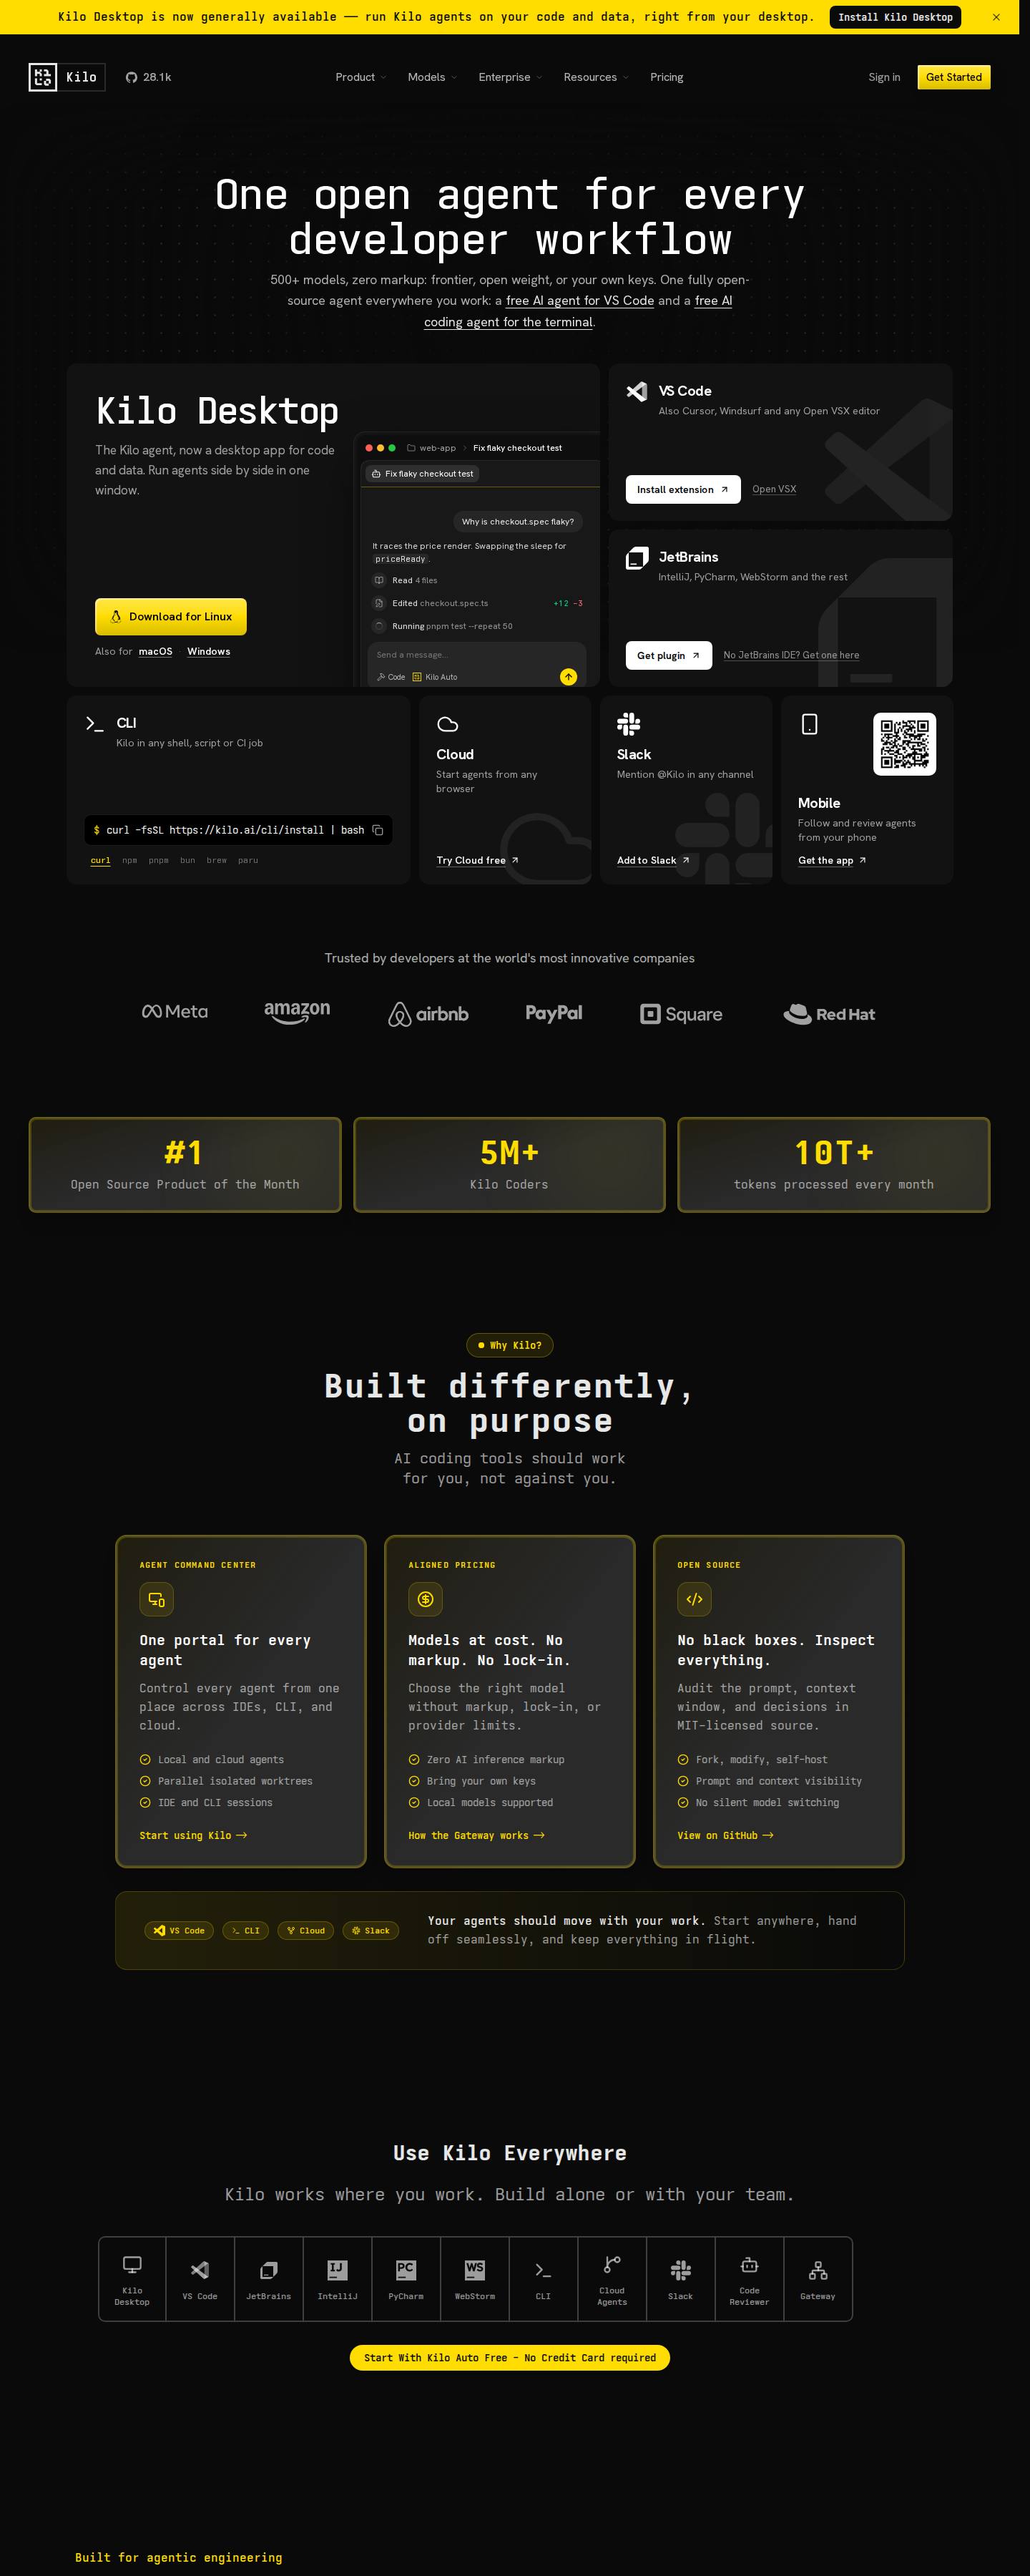 Kilo Desktop is now generally available — run Kilo agents on your code and data, right from your desktop.
Install Kilo Desktop
Kilo
28.1k
Product
Models
Enterprise
Resources
Pricing
Sign in
Get Started
One open agent for every
developer workflow
500+ models, zero markup: frontier, open weight, or your own keys. One fully open-
source agent everywhere you work: a free AI agent for VS Code and a free AI
coding agent for the terminal.
Kilo Desktop
The Kilo agent, now a desktop app for code
and data. Run agents side by side in one
window.
Download for Linux
Also for macOS · Windows
web-app › Fix flaky checkout test
Fix flaky checkout test
Why is checkout.spec flaky?
It races the price render. Swapping the sleep for
priceReady.
Read 4 files
Edited checkout.spec.ts +12 −3
Running pnpm test --repeat 50
Send a message...
Code
Kilo Auto
VS Code
Also Cursor, Windsurf and any Open VSX editor
Install extension
Open VSX
JetBrains
IntelliJ, PyCharm, WebStorm and the rest
Get plugin
No JetBrains IDE? Get one here
CLI
Kilo in any shell, script or CI job
$ curl -fsSL https://kilo.ai/cli/install | bash
curl npm pnpm bun brew paru
Cloud
Start agents from any
browser
Try Cloud free
Slack
Mention @Kilo in any channel
Add to Slack
Mobile
Follow and review agents
from your phone
Get the app
Trusted by developers at the world's most innovative companies
Meta
amazon
airbnb
PayPal
Square
Red Hat
#1
Open Source Product of the Month
5M+
Kilo Coders
10T+
tokens processed every month
Why Kilo?
Built differently,
on purpose
AI coding tools should work
for you, not against you.
AGENT COMMAND CENTER
One portal for every
agent
Control every agent from one
place across IDEs, CLI, and
cloud.
Local and cloud agents
Parallel isolated worktrees
IDE and CLI sessions
Start using Kilo →
ALIGNED PRICING
Models at cost. No
markup. No lock-in.
Choose the right model
without markup, lock-in, or
provider limits.
Zero AI inference markup
Bring your own keys
Local models supported
How the Gateway works →
OPEN SOURCE
No black boxes. Inspect
everything.
Audit the prompt, context
window, and decisions in
MIT-licensed source.
Fork, modify, self-host
Prompt and context visibility
No silent model switching
View on GitHub →
VS Code
CLI
Cloud
Slack
Your agents should move with your work. Start anywhere, hand
off seamlessly, and keep everything in flight.
Use Kilo Everywhere
Kilo works where you work. Build alone or with your team.
Kilo
Desktop
VS Code
JetBrains
IJ
IntelliJ
PC
PyCharm
WS
WebStorm
CLI
Cloud
Agents
Slack
Code
Reviewer
Gateway
Start With Kilo Auto Free - No Credit Card required
Built for agentic engineering